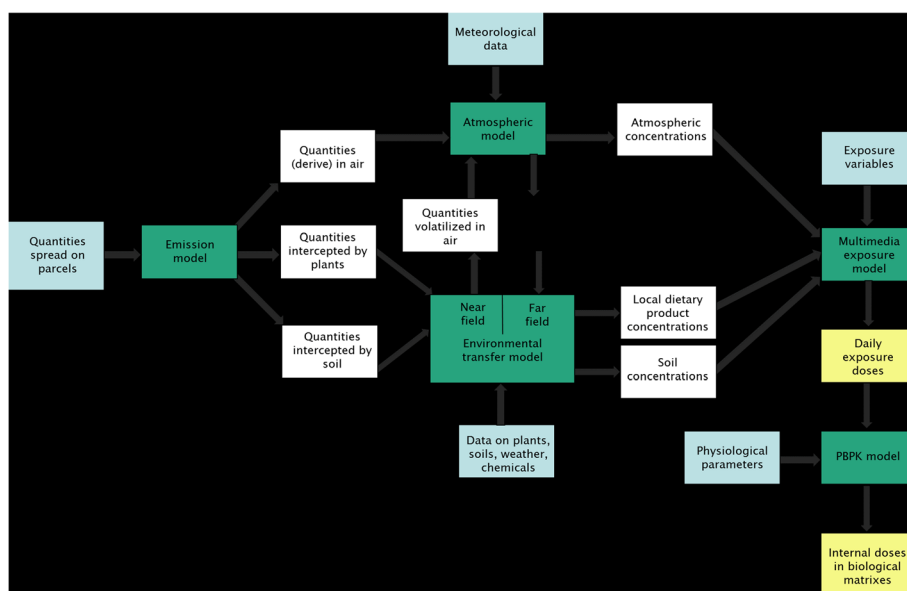 Meteorological
data
Atmospheric
model
Atmospheric
concentrations
Quantities
(derive) in air
Exposure
variables
Quantities
volatilized in
air
Quantities
spread on
parcels
Emission
model
Quantities
intercepted by
plants
Multimedia
exposure
model
Near
field
Far
field
Environmental
transfer model
Local dietary
product
concentrations
Quantities
intercepted by
soil
Soil
concentrations
Daily
exposure
doses
Data on plants,
soils, weather,
chemicals
Physiological
parameters
PBPK model
Internal doses
in biological
matrixes